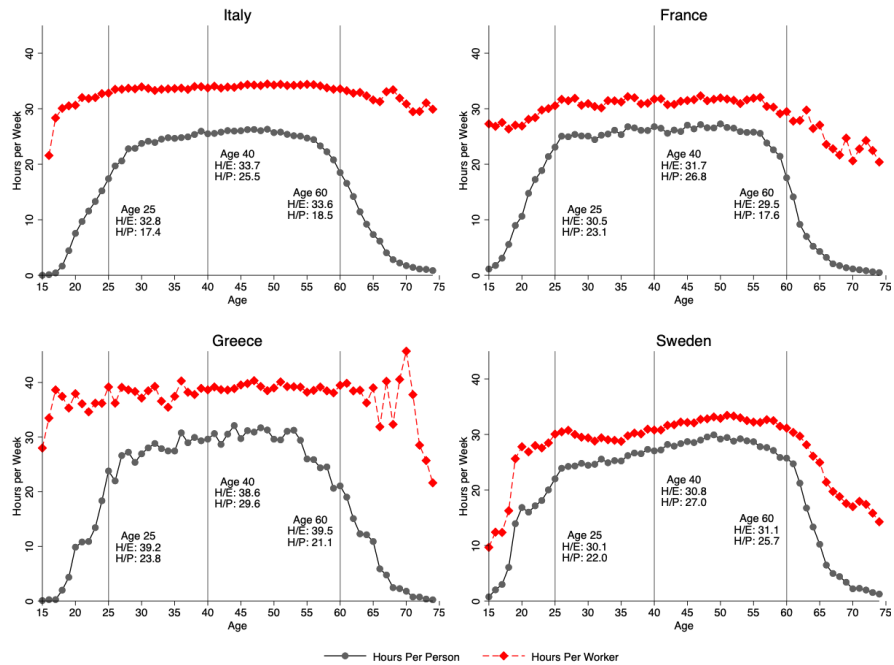 Italy
Hours per Week
0 10 20 30 40
Age 25
H/E: 32.8
H/P: 17.4
Age 40
H/E: 33.7
H/P: 25.5
Age 60
H/E: 33.6
H/P: 18.5
15 20 25 30 35 40 45 50 55 60 65 70 75
Age
France
Hours per Week
0 10 20 30 40
Age 25
H/E: 30.5
H/P: 23.1
Age 40
H/E: 31.7
H/P: 26.8
Age 60
H/E: 29.5
H/P: 17.6
15 20 25 30 35 40 45 50 55 60 65 70 75
Age
Greece
Hours per Week
0 10 20 30 40
Age 25
H/E: 39.2
H/P: 23.8
Age 40
H/E: 38.6
H/P: 29.6
Age 60
H/E: 39.5
H/P: 21.1
15 20 25 30 35 40 45 50 55 60 65 70 75
Age
Sweden
Hours per Week
0 10 20 30 40
Age 25
H/E: 30.1
H/P: 22.0
Age 40
H/E: 30.8
H/P: 27.0
Age 60
H/E: 31.1
H/P: 25.7
15 20 25 30 35 40 45 50 55 60 65 70 75
Age
Hours Per Person
Hours Per Worker